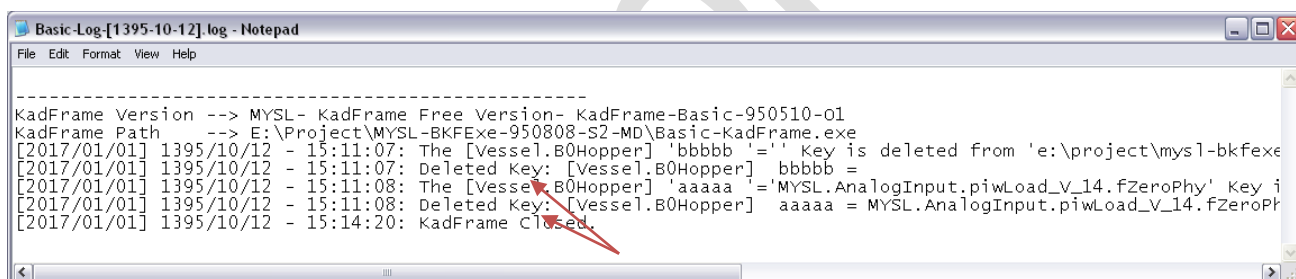 Basic-Log-[1395-10-12].log - Notepad
File Edit Format View Help
------------------------------------------------------
KadFrame Version --> MYSL- KadFrame Free Version- KadFrame-Basic-950510-01
KadFrame Path    --> E:\Project\MYSL-BKFExe-950808-S2-MD\Basic-KadFrame.exe
[2017/01/01] 1395/10/12 - 15:11:07: The [Vessel.B0Hopper] 'bbbbb '='' Key is deleted from 'e:\project\mysl-bkfexe
[2017/01/01] 1395/10/12 - 15:11:07: Deleted Key: [Vessel.B0Hopper]  bbbbb =
[2017/01/01] 1395/10/12 - 15:11:08: The [Vessel.B0Hopper] 'aaaaa '='MYSL.AnalogInput.piwLoad_V_14.fZeroPhy' Key i
[2017/01/01] 1395/10/12 - 15:11:08: Deleted Key: [Vessel.B0Hopper]  aaaaa = MYSL.AnalogInput.piwLoad_V_14.fZeroPh
[2017/01/01] 1395/10/12 - 15:14:20: KadFrame Closed.